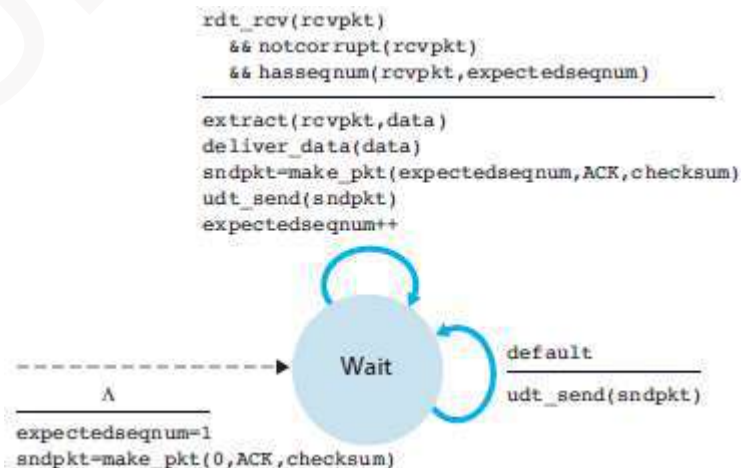 rdt_rcv(rcvpkt)
&& notcorrupt(rcvpkt)
&& hasseqnum(rcvpkt,expectedseqnum)
extract(rcvpkt,data)
deliver_data(data)
sndpkt=make_pkt(expectedseqnum,ACK,checksum)
udt_send(sndpkt)
expectedseqnum++
Wait
default
udt_send(sndpkt)
Λ
expectedseqnum=1
sndpkt=make_pkt(0,ACK,checksum)